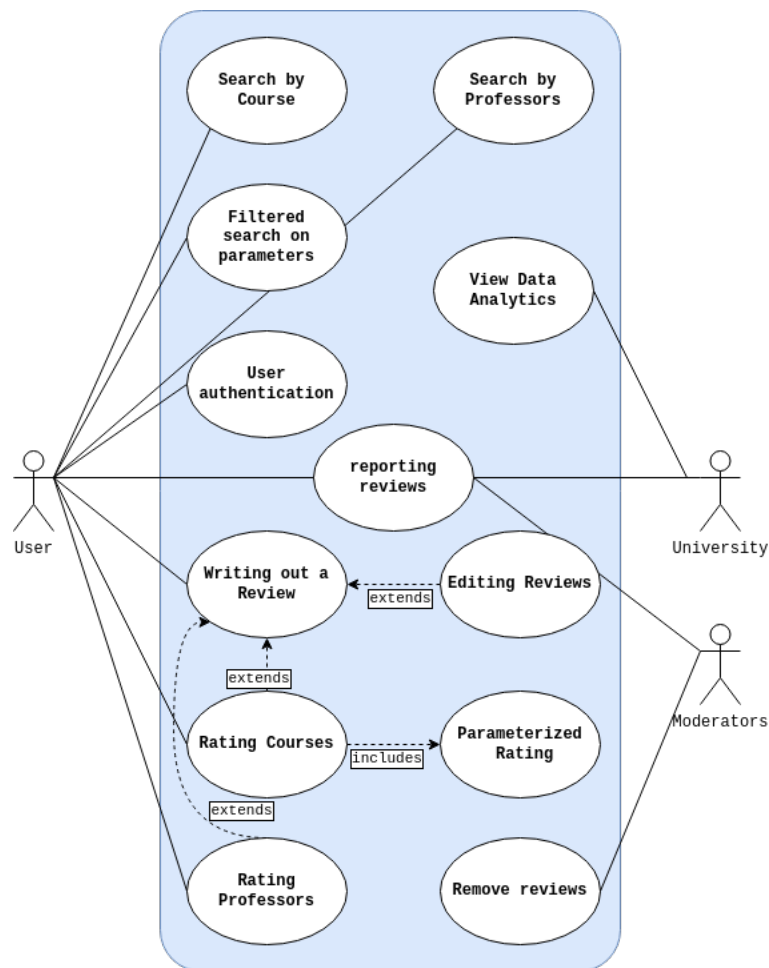 Search by
Course
Search by
Professors
Filtered
search on
parameters
View Data
Analytics
User
authentication
reporting
reviews
User
University
Writing out a
Review
Editing Reviews
extends
extends
Moderators
Rating Courses
Parameterized
Rating
includes
extends
Rating
Professors
Remove reviews